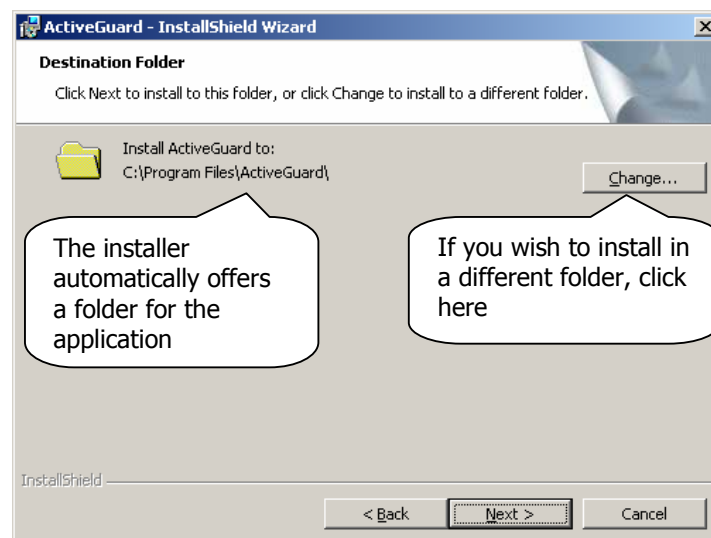 ActiveGuard - InstallShield Wizard
Destination Folder
Click Next to install to this folder, or click Change to install to a different folder.
Install ActiveGuard to:
C:\Program Files\ActiveGuard\
Change...
The installer
automatically offers
a folder for the
application
If you wish to install in
a different folder, click
here
InstallShield
< Back
Next >
Cancel